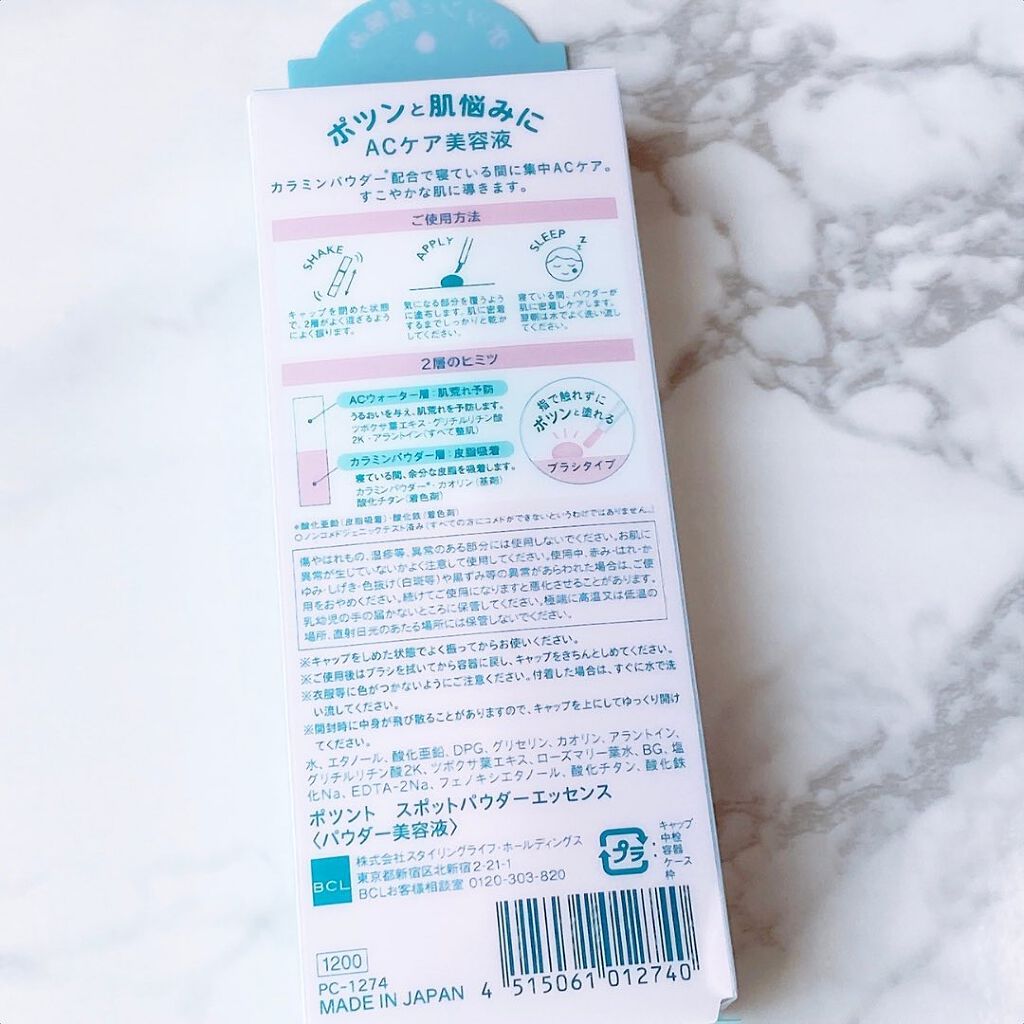 ポツンと肌悩みに
ACケア美容液
カラミンパウダー*配合で寝ている間に集中ACケア。
すこやかな肌に導きます。
ご使用方法
SHAKE
キャップを閉めた状態
で、2層がよく混ざるよう
によく振ります。
APPLY
気になる部分を覆うよう
に塗布します。肌に密着
するまでしっかりと乾か
してください。
SLEEP
z z z
寝ている間、パウダーが
肌に密着しケアします。
翌朝は水でよく洗い流し
てください。
2層のヒミツ
ACウォーター層:肌荒れ予防
うるおいを与え、肌荒れを予防します。
ツボクサ葉エキス・グリチルリチン酸
2K・アラントイン(すべて整肌)
カラミンパウダー層:皮脂吸着
寝ている間、余分な皮脂を吸着します。
カラミンパウダー*・カオリン(基剤)
酸化チタン(着色剤)
指で触れずに
ポツンと塗れる
ブラシタイプ
*酸化亜鉛(皮脂吸着)・酸化鉄(着色剤)
○ノンコメドジェニックテスト済み(すべての方にコメドができないというわけではありません。)
傷やはれもの、湿疹等、異常のある部分には使用しないでください。お肌に
異常が生じていないかよく注意して使用してください。使用中、赤み・はれ・か
ゆみ・しげき・色抜け(白斑等)や黒ずみ等の異常があらわれた場合は、ご使
用をおやめください。続けてご使用になりますと悪化させることがあります。
乳幼児の手の届かないところに保管してください。極端に高温又は低温の
場所、直射日光のあたる場所には保管しないでください。
※キャップをしめた状態でよく振ってからお使いください。
※ご使用後はブラシを拭いてから容器に戻し、キャップをきちんとしめてください。
※衣服等に色がつかないようにご注意ください。付着した場合は、すぐに水で洗
い流してください。
※開封時に中身が飛び散ることがありますので、キャップを上にしてゆっくり開け
てください。
水、エタノール、酸化亜鉛、DPG、グリセリン、カオリン、アラントイン、
グリチルリチン酸2K、ツボクサ葉エキス、ローズマリー葉水、BG、塩
化Na、EDTA-2Na、フェノキシエタノール、酸化チタン、酸化鉄
ポツント スポットパウダーエッセンス
〈パウダー美容液〉
BCL
株式会社スタイリングライフ・ホールディングス
東京都新宿区北新宿2-21-1
BCLお客様相談室 0120-303-820
プラ
キャップ
中栓
容器
ケース
枠
1200
PC-1274
MADE IN JAPAN
4 515061 012740